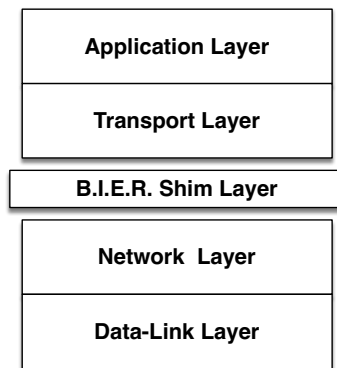 Application Layer
Transport Layer
B.I.E.R. Shim Layer
Network Layer
Data-Link Layer